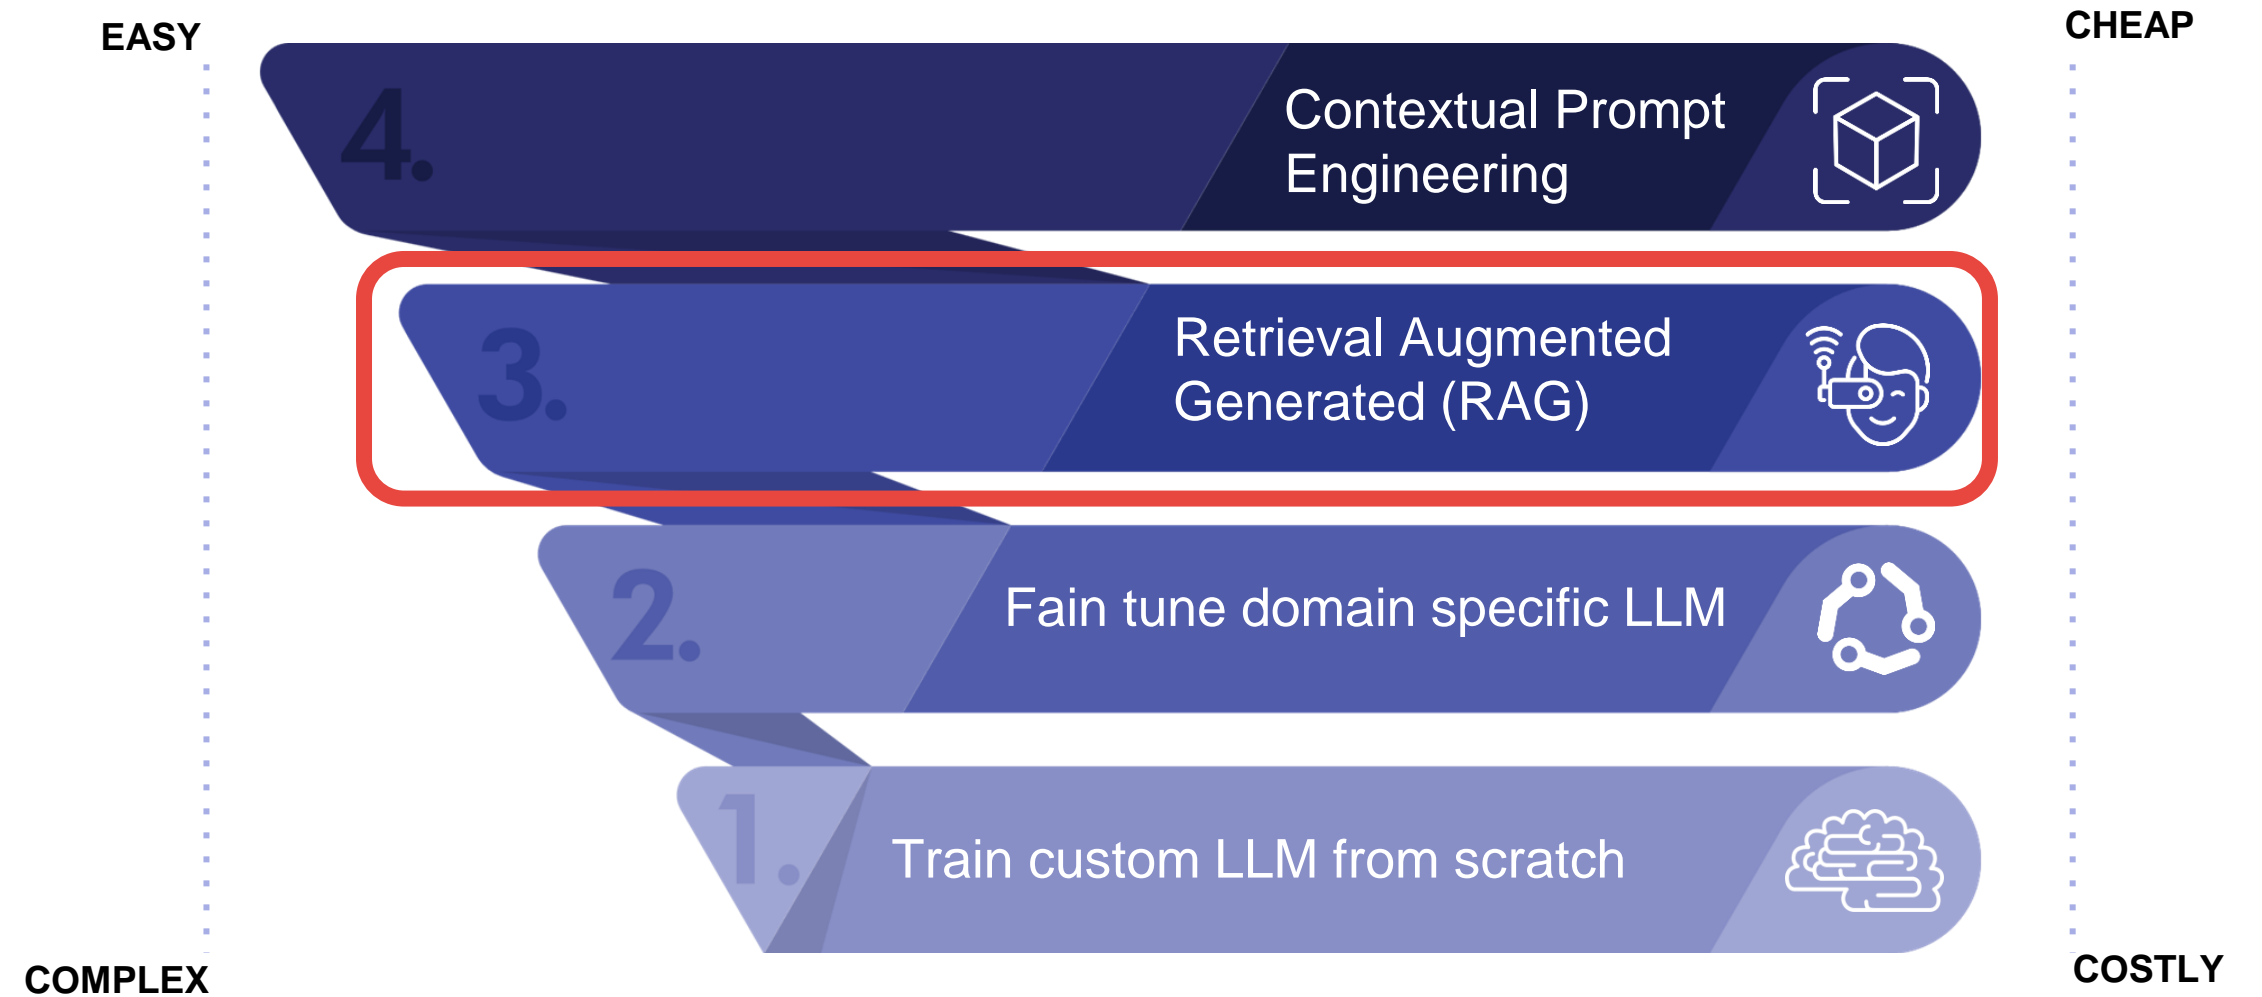 EASY
CHEAP
4.
Contextual Prompt
Engineering
3.
Retrieval Augmented
Generated (RAG)
2.
Fain tune domain specific LLM
1.
Train custom LLM from scratch
COMPLEX
COSTLY